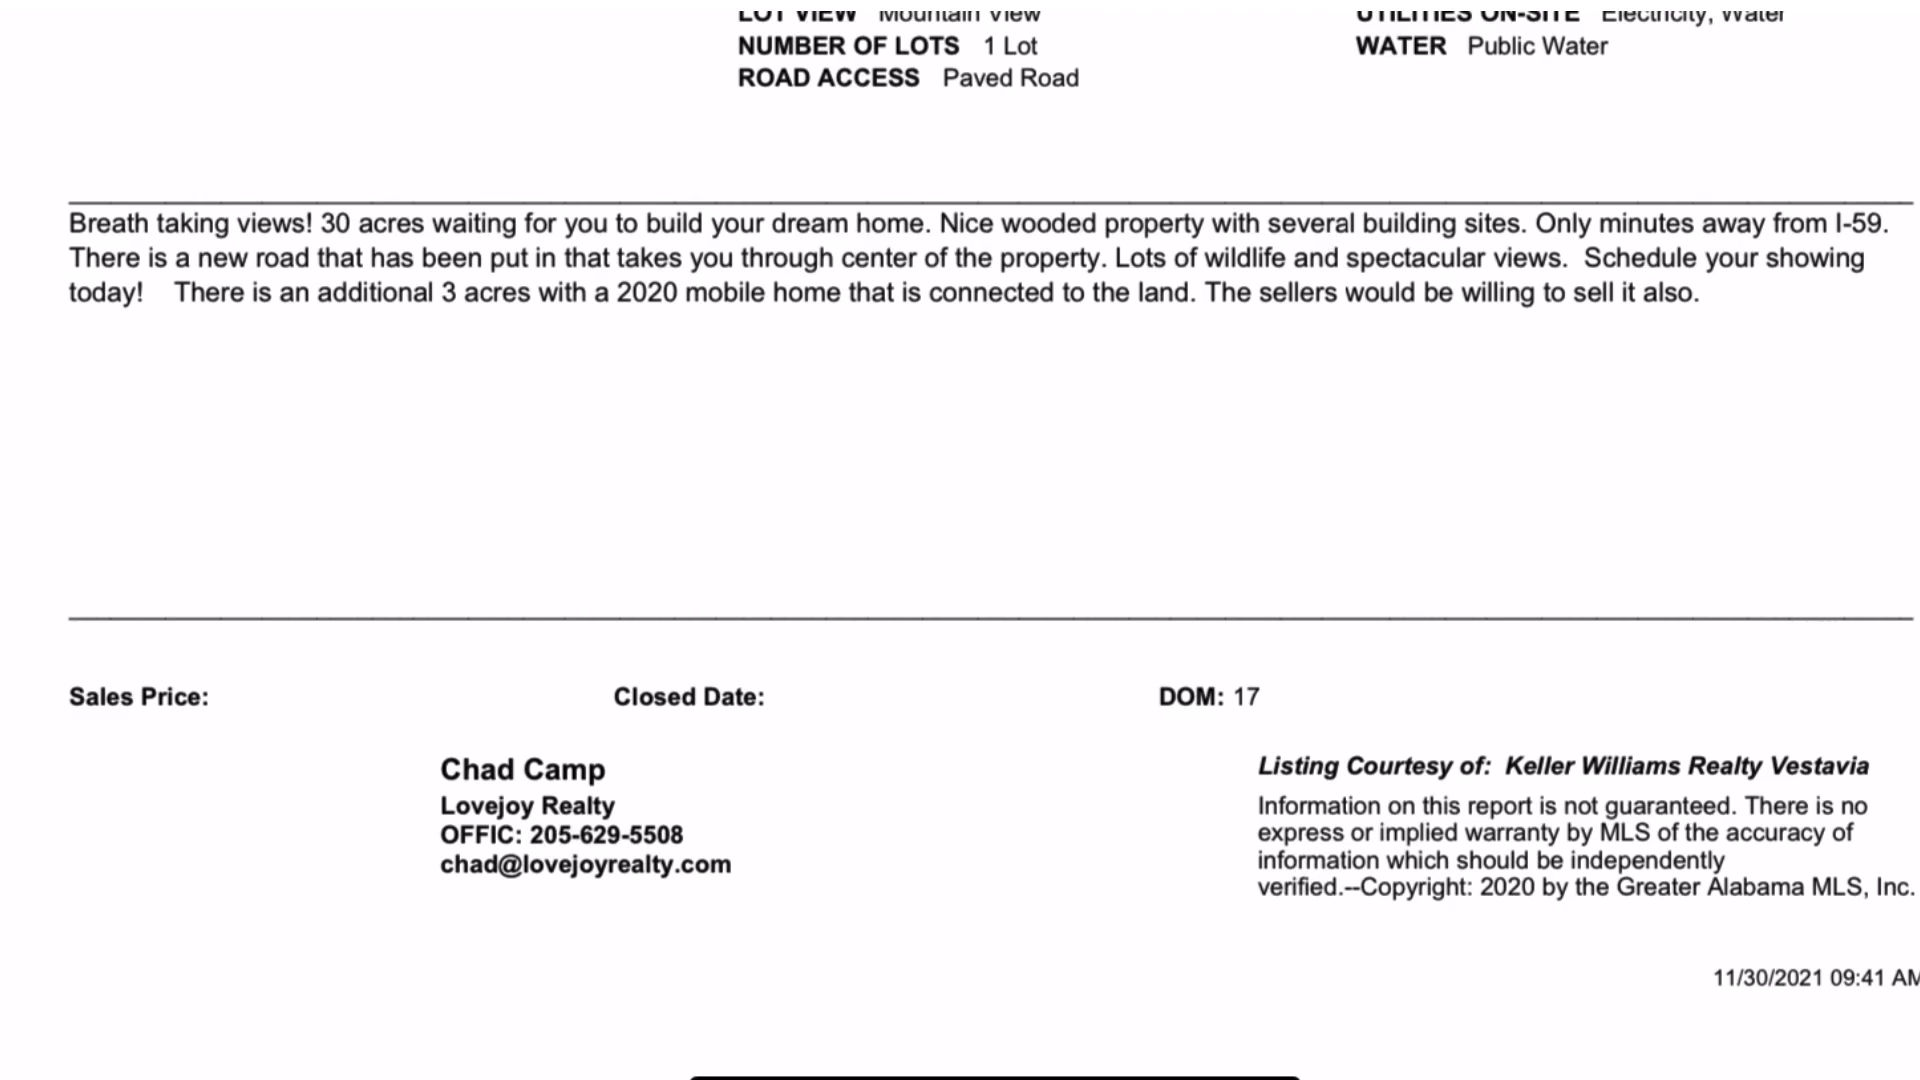 LOT VIEW Mountain View
NUMBER OF LOTS 1 Lot
ROAD ACCESS Paved Road
UTILITIES ON-SITE Electricity, Water
WATER Public Water
Breath taking views! 30 acres waiting for you to build your dream home. Nice wooded property with several building sites. Only minutes away from I-59.
There is a new road that has been put in that takes you through center of the property. Lots of wildlife and spectacular views. Schedule your showing
today! There is an additional 3 acres with a 2020 mobile home that is connected to the land. The sellers would be willing to sell it also.
Sales Price:
Closed Date:
DOM: 17
Chad Camp
Lovejoy Realty
OFFIC: 205-629-5508
chad@lovejoyrealty.com
Listing Courtesy of: Keller Williams Realty Vestavia
Information on this report is not guaranteed. There is no
express or implied warranty by MLS of the accuracy of
information which should be independently
verified.--Copyright: 2020 by the Greater Alabama MLS, Inc.
11/30/2021 09:41 AM